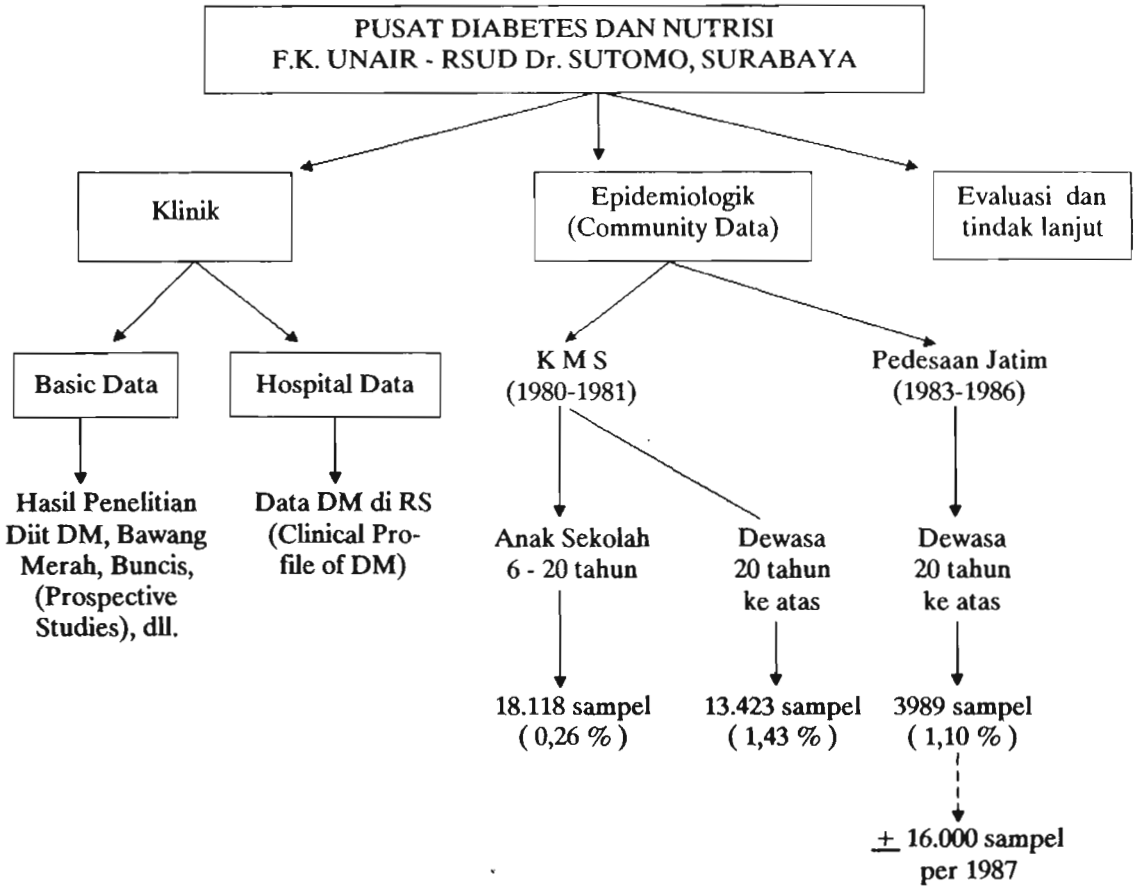 PUSAT DIABETES DAN NUTRISI
F.K. UNAIR - RSUD Dr. SUTOMO, SURABAYA
Klinik
Epidemiologik
(Community Data)
Evaluasi dan
tindak lanjut
Basic Data
Hospital Data
K M S
(1980-1981)
Pedesaan Jatim
(1983-1986)
Hasil Penelitian
Diit DM, Bawang
Merah, Buncis,
(Prospective
Studies), dll.
Data DM di RS
(Clinical Pro-
file of DM)
Anak Sekolah
6 - 20 tahun
Dewasa
20 tahun
ke atas
Dewasa
20 tahun
ke atas
18.118 sampel
( 0,26 % )
13.423 sampel
( 1,43 % )
3989 sampel
( 1,10 % )
± 16.000 sampel
per 1987